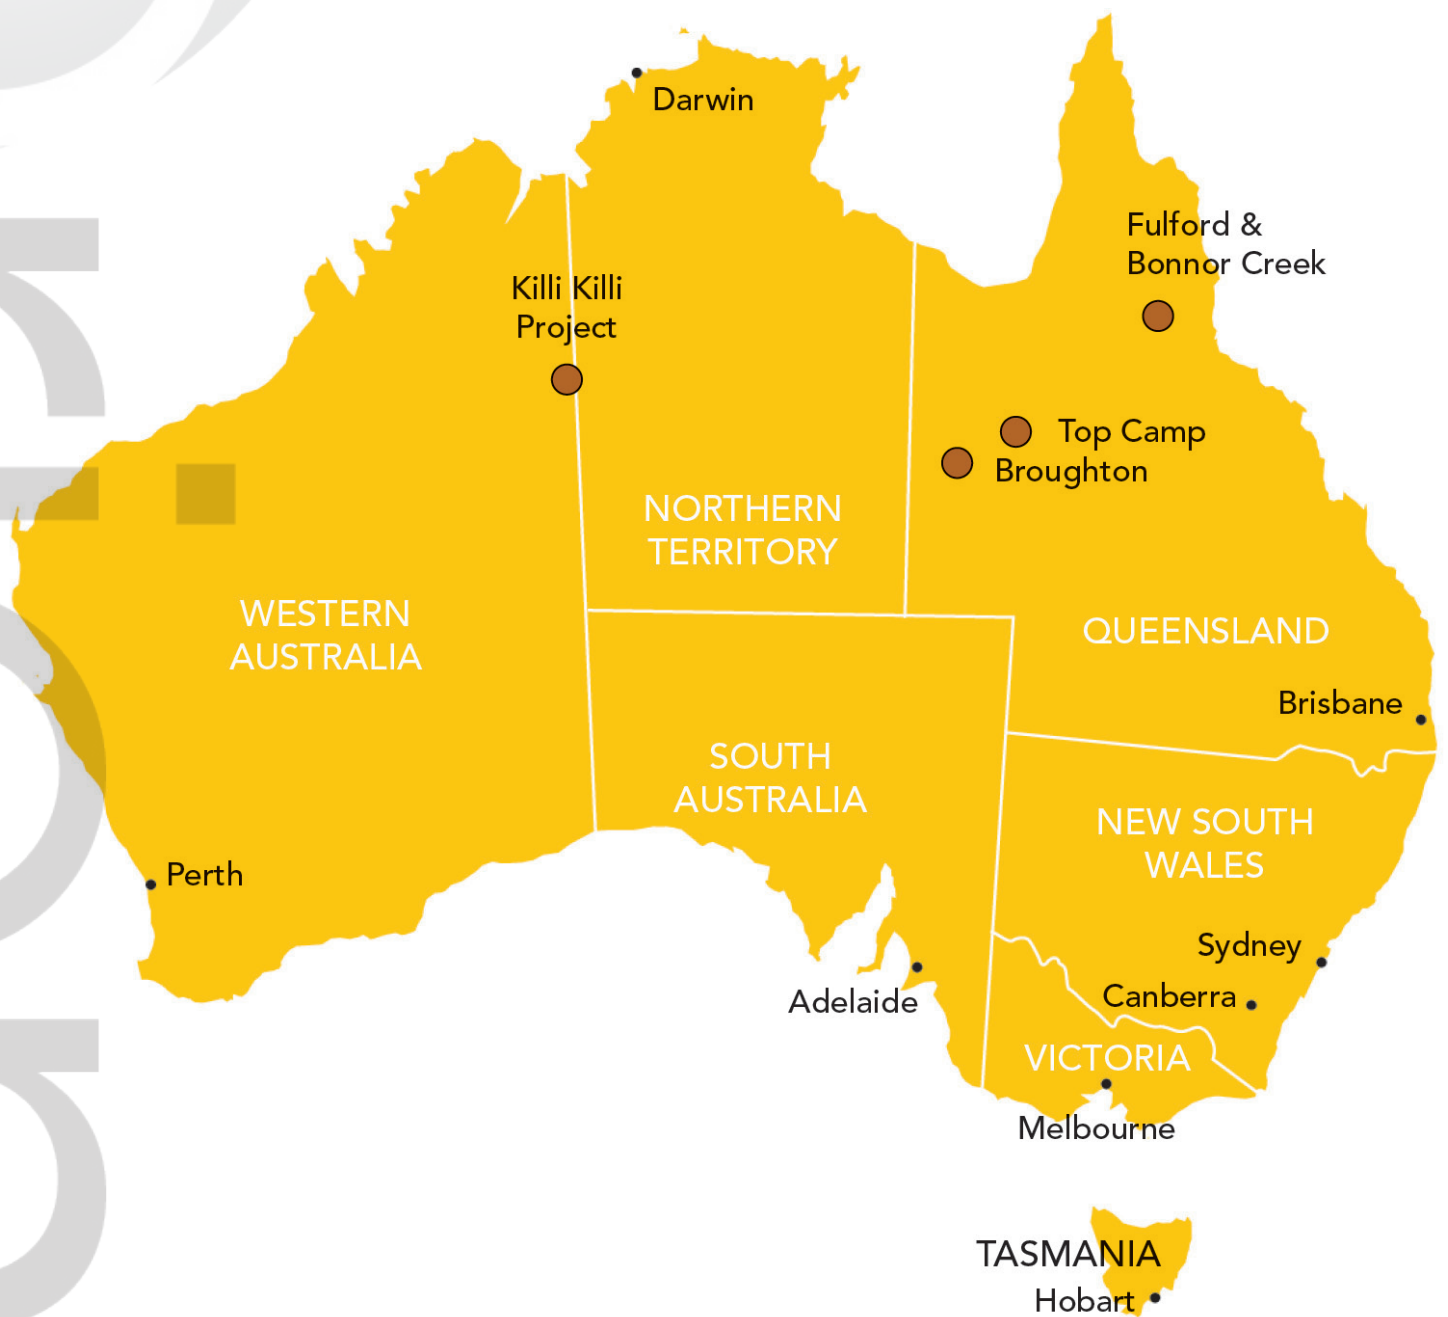 Darwin
Fulford &
Bonnor Creek
Killi Killi
Project
Top Camp
Broughton
NORTHERN
TERRITORY
WESTERN
AUSTRALIA
QUEENSLAND
Brisbane
SOUTH
AUSTRALIA
NEW SOUTH
WALES
Perth
Sydney
Adelaide
Canberra
VICTORIA
Melbourne
TASMANIA
Hobart